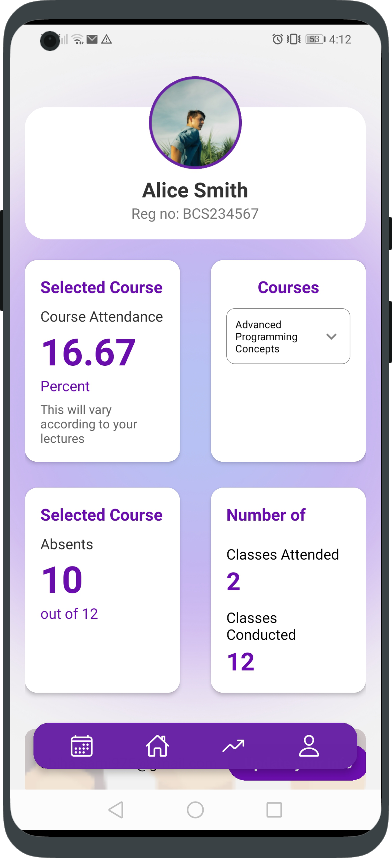 53 4:12
Alice Smith
Reg no: BCS234567
Selected Course
Course Attendance
16.67
Percent
This will vary
according to your
lectures
Courses
Advanced
Programming
Concepts
Selected Course
Absents
10
out of 12
Number of
Classes Attended
2
Classes
Conducted
12